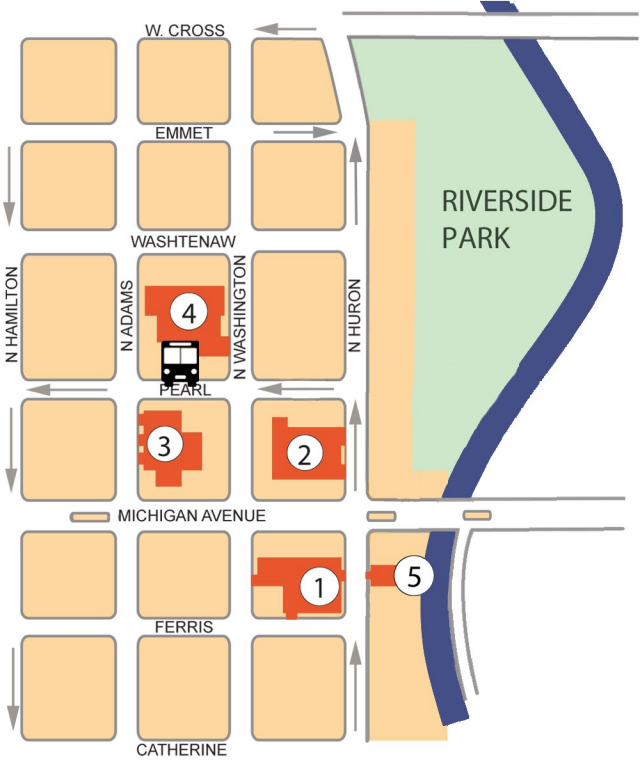 W. CROSS
EMMET
RIVERSIDE
PARK
WASHTENAW
N HAMILTON
N ADAMS
N WASHINGTON
N HURON
4
PEARL
3
2
MICHIGAN AVENUE
1
5
FERRIS
CATHERINE